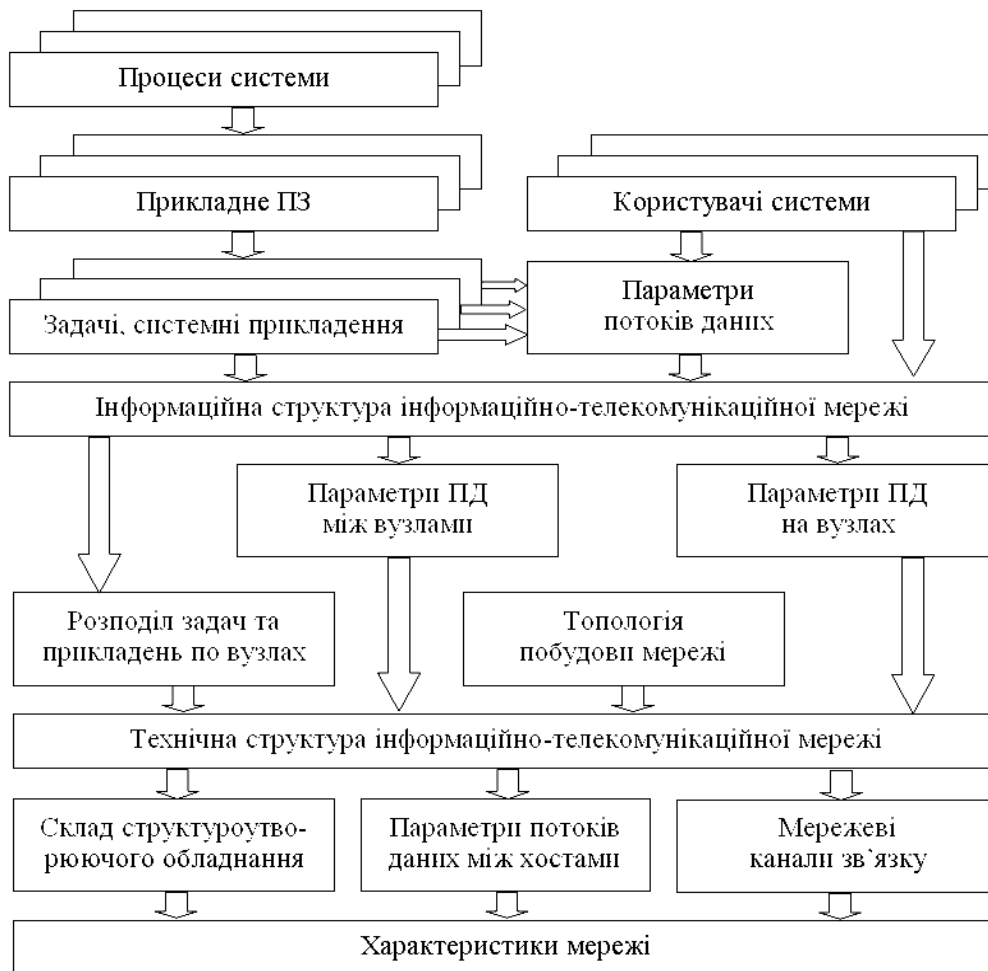 Процеси системи
Прикладне ПЗ
Користувачі системи
Задачі, системні прикладення
Параметри
потоків даних
Інформаційна структура інформаційно-телекомунікаційної мережі
Параметри ПД
між вузлами
Параметри ПД
на вузлах
Розподіл задач та
прикладень по вузлах
Топологія
побудови мережі
Технічна структура інформаційно-телекомунікаційної мережі
Склад структуроутво-
рюючого обладнання
Параметри потоків
даних між хостами
Мережеві
канали зв`язку
Характеристики мережі